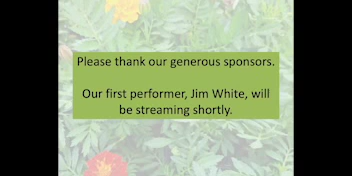 Please thank our generous sponsors.
Our first performer, Jim White, will
be streaming shortly.